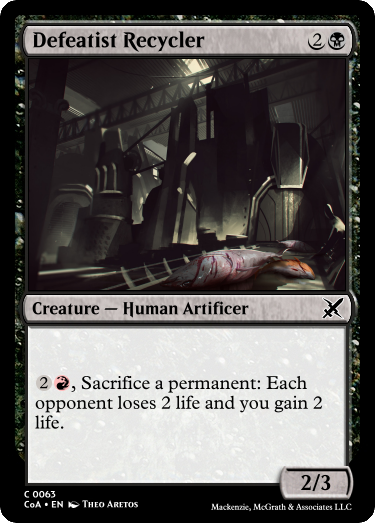 Defeatist Recycler 2
Creature — Human Artificer
2 , Sacrifice a permanent: Each
opponent loses 2 life and you gain 2
life.
2/3
C 0063
CoA • EN THEO ARETOS
Mackenzie, McGrath & Associates LLC